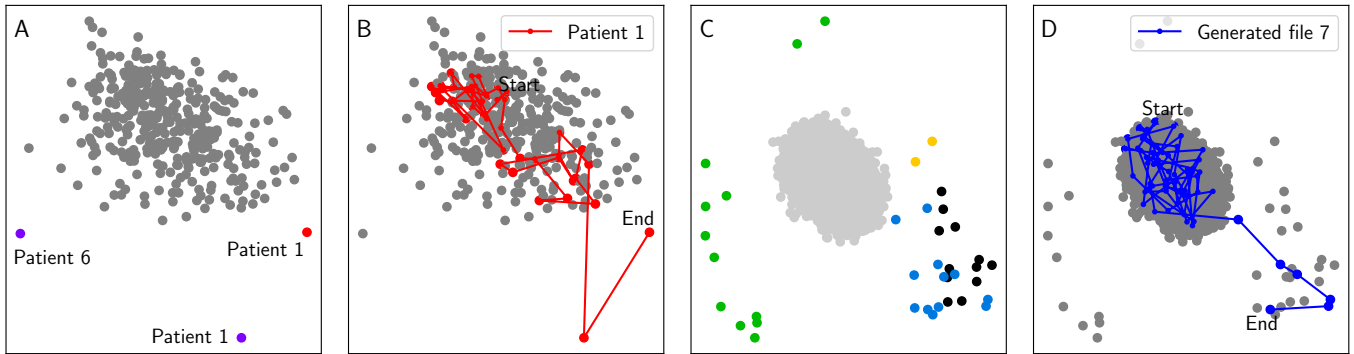 A
Patient 6
Patient 1
Patient 1
B
Patient 1
Start
End
C
D
Generated file 7
Start
End